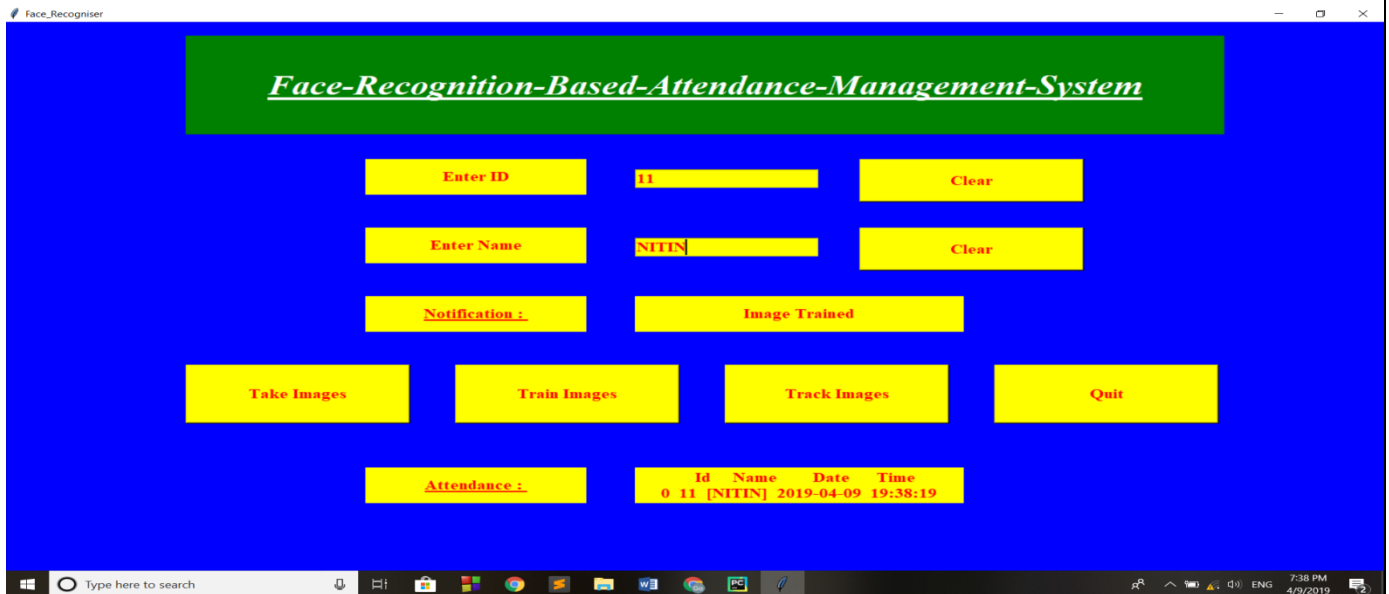 Face_Recogniser
Face-Recognition-Based-Attendance-Management-System
Enter ID
11
Clear
Enter Name
NITIN
Clear
Notification :
Image Trained
Take Images
Train Images
Track Images
Quit
Attendance :
Id Name Date Time
0 11 [NITIN] 2019-04-09 19:38:19
Type here to search
ENG
7:38 PM
4/9/2019
2